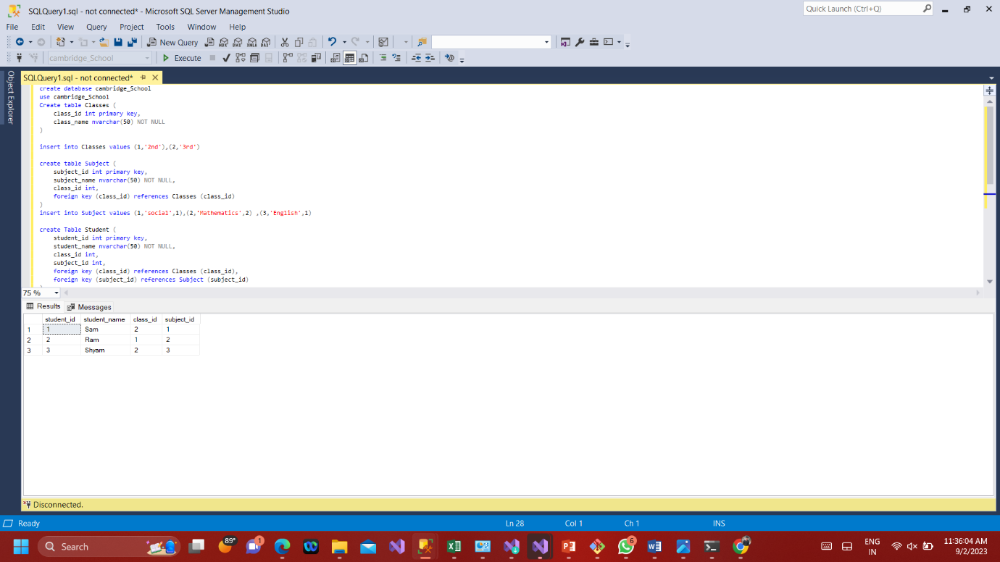 SQLQuery1.sql - not connected* - Microsoft SQL Server Management Studio
Quick Launch (Ctrl+Q)
File Edit View Query Project Tools Window Help
New Query
cambridge_School Execute
Object Explorer
SQLQuery1.sql - not connected*
create database cambridge_School
use cambridge_School
Create table Classes (
class_id int primary key,
class_name nvarchar(50) NOT NULL
)
insert into Classes values (1,'2nd'),(2,'3rd')
create table Subject (
subject_id int primary key,
subject_name nvarchar(50) NOT NULL,
class_id int,
foreign key (class_id) references Classes (class_id)
)
insert into Subject values (1,'social',1),(2,'Mathematics',2) ,(3,'English',1)
create Table Student (
student_id int primary key,
student_name nvarchar(50) NOT NULL,
class_id int,
subject_id int,
foreign key (class_id) references Classes (class_id),
foreign key (subject_id) references Subject (subject_id)
75 %
Results Messages
student_id student_name class_id subject_id
1 1 Sam 2 1
2 2 Ram 1 2
3 3 Shyam 2 3
Disconnected.
Ready Ln 28 Col 1 Ch 1 INS
Search 89° 1 6 ENG IN 11:36:04 AM
9/2/2023